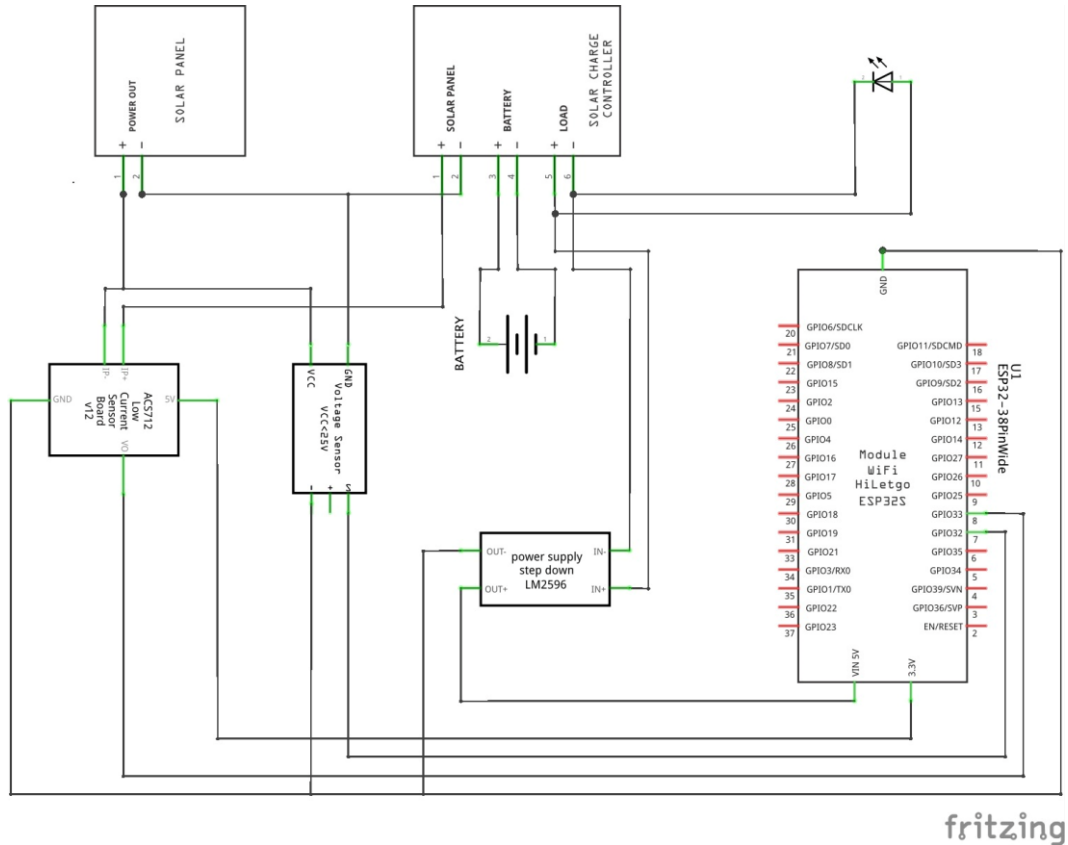 SOLAR PANEL
POWER OUT
+
−
1
2
SOLAR CHARGE
CONTROLLER
SOLAR PANEL
BATTERY
LOAD
+
−
+
−
+
−
1
2
3
4
5
6
2
1
BATTERY
2
1
GND
U1
ESP32-38PinWide
Module
WiFi
HiLetgo
ESP32S
20
GPIO6/SDCLK
21
GPIO7/SD0
22
GPIO8/SD1
23
GPIO15
24
GPIO2
25
GPIO0
26
GPIO4
27
GPIO16
28
GPIO17
29
GPIO5
30
GPIO18
31
GPIO19
33
GPIO21
34
GPIO3/RX0
35
GPIO1/TX0
36
GPIO22
37
GPIO23
GPIO11/SDCMD
18
GPIO10/SD3
17
GPIO9/SD2
16
GPIO13
15
GPIO12
13
GPIO14
12
GPIO27
11
GPIO26
10
GPIO25
9
GPIO33
8
GPIO32
7
GPIO35
6
GPIO34
5
GPIO39/SVN
4
GPIO36/SVP
3
EN/RESET
2
VIN 5V
3.3V
IP-
IP+
GND
5V
VO
ACS712
Low
Current
Sensor
Board
v12
VCC
GND
Voltage Sensor
VCC<25V
-
+
S
OUT-
OUT+
power supply
step down
LM2596
IN-
IN+
fritzing